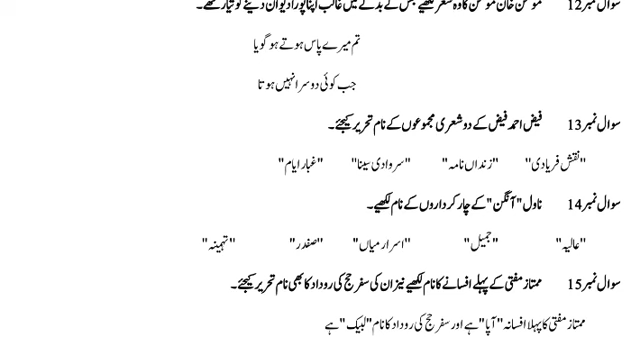 سوال نمبر 12 مومن خان مومن کا وہ شعر لکھیے جس کے بدلے میں غالب اپنا پورا دیوان دینے کو تیار تھے۔
تم میرے پاس ہوتے ہو گویا
جب کوئی دوسرا نہیں ہوتا
سوال نمبر 13 فیض احمد فیض کے دو شعری مجموعوں کے نام تحریر کیجئے۔
"نقش فریادی" "زنداں نامہ" "سر وادی سینا" "غبار ایام"
سوال نمبر 14 ناول "آنگن" کے چار کرداروں کے نام لکھیے۔
"عالیہ" "جمیل" "اسرار میاں" "صفدر" "تہمینہ"
سوال نمبر 15 ممتاز مفتی کے پہلے افسانے کا نام لکھیے نیز ان کی سفر حج کی روداد کا بھی نام تحریر کیجئے۔
ممتاز مفتی کا پہلا افسانہ "آپا" ہے اور سفر حج کی روداد کا نام "لبیک" ہے